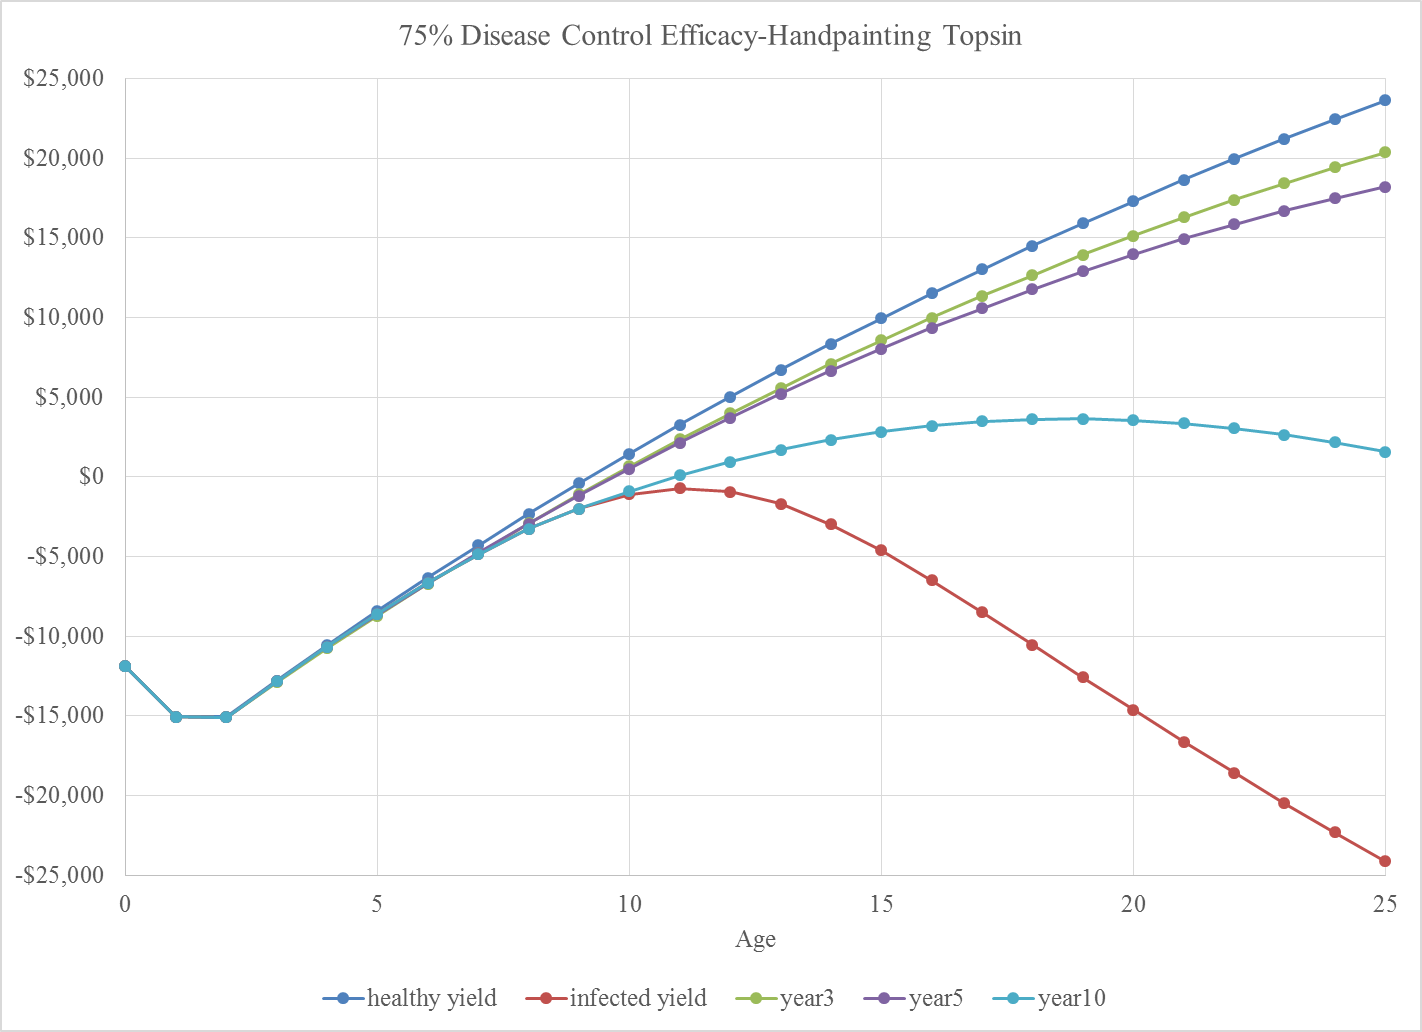 75% Disease Control Efficacy-Handpainting Topsin
$25,000
$20,000
$15,000
$10,000
$5,000
$0
-$5,000
-$10,000
-$15,000
-$20,000
-$25,000
0 5 10 15 20 25
Age
healthy yield infected yield year3 year5 year10